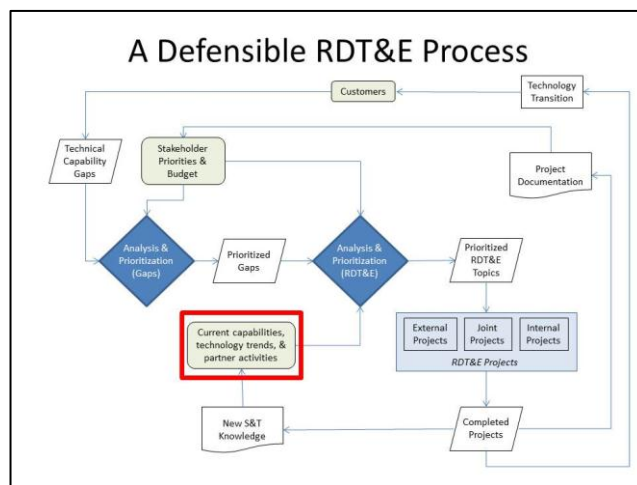 A Defensible RDT&E Process
Customers
Technology
Transition
Technical
Capability
Gaps
Stakeholder
Priorities &
Budget
Project
Documentation
Analysis &
Prioritization
(Gaps)
Prioritized
Gaps
Analysis &
Prioritization
(RDT&E)
Prioritized
RDT&E
Topics
Current capabilities,
technology trends, &
partner activities
External
Projects
Joint
Projects
Internal
Projects
RDT&E Projects
New S&T
Knowledge
Completed
Projects